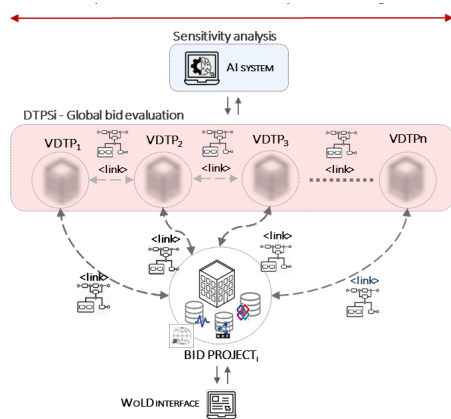 Sensitivity analysis
AI SYSTEM
DTPSi - Global bid evaluation
VDTP1 VDTP2 VDTP3 VDTPn
<link> <link> <link>
<link> <link>
<link> <link>
BID PROJECTi
WOLD INTERFACE